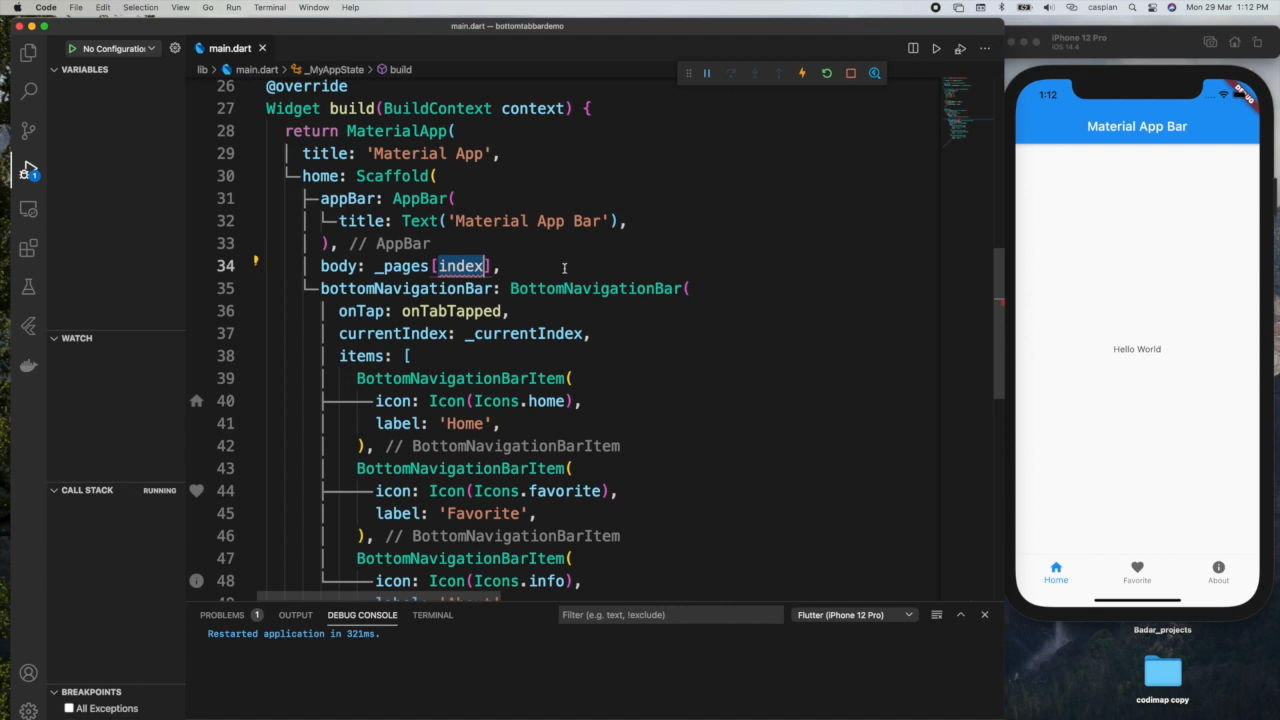 Code File Edit Selection View Go Run Terminal Window Help caspian Mon 29 Mar 1:12 PM
main.dart — bottomtabbardemo
No Configuration
main.dart
VARIABLES
lib > main.dart > _MyAppState > build
26 @override
27 Widget build(BuildContext context) {
28 return MaterialApp(
29 title: 'Material App',
30 home: Scaffold(
31 appBar: AppBar(
32 title: Text('Material App Bar'),
33 ), // AppBar
34 body: _pages[index],
35 bottomNavigationBar: BottomNavigationBar(
36 onTap: onTabTapped,
37 currentIndex: _currentIndex,
38 items: [
39 BottomNavigationBarItem(
40 icon: Icon(Icons.home),
41 label: 'Home',
42 ), // BottomNavigationBarItem
43 BottomNavigationBarItem(
44 icon: Icon(Icons.favorite),
45 label: 'Favorite',
46 ), // BottomNavigationBarItem
47 BottomNavigationBarItem(
48 icon: Icon(Icons.info),
1
WATCH
CALL STACK RUNNING
BREAKPOINTS
All Exceptions
PROBLEMS 1 OUTPUT DEBUG CONSOLE TERMINAL
Filter (e.g. text, !exclude)
Flutter (iPhone 12 Pro)
Restarted application in 321ms.
iPhone 12 Pro
iOS 14.4
1:12
DEBUG
Material App Bar
Hello World
Home Favorite About
Badar_projects
codimap copy